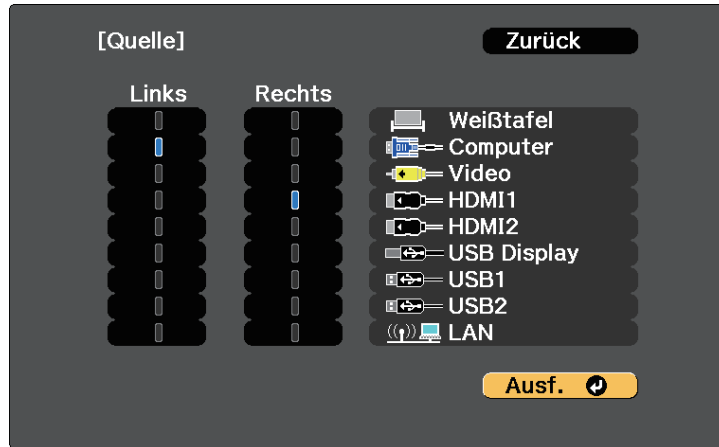 [Quelle]
Zurück
Links
Rechts
Weißtafel
Computer
Video
HDMI1
HDMI2
USB Display
USB1
USB2
LAN
Ausf.